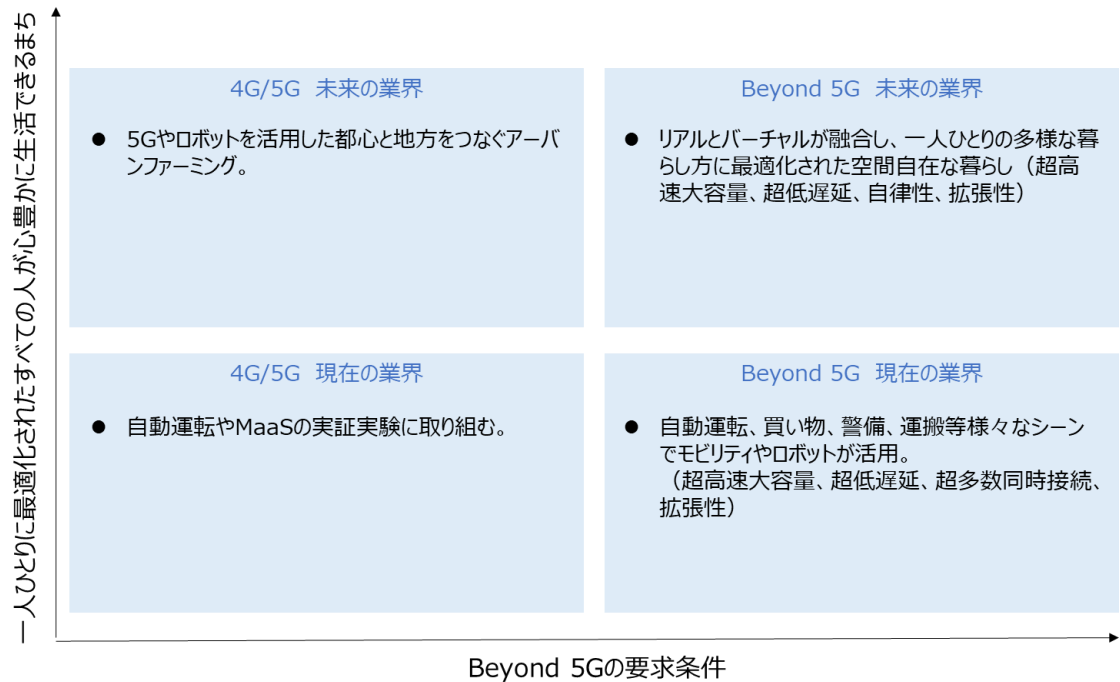 一人ひとりに最適化されたすべての人が心豊かに生活できるまち
4G/5G 未来の業界
● 5Gやロボットを活用した都心と地方をつなぐアーバ
ンファーミング。
Beyond 5G 未来の業界
● リアルとバーチャルが融合し、一人ひとりの多様な暮
らし方に最適化された空間自在な暮らし（超高
速大容量、超低遅延、自律性、拡張性）
4G/5G 現在の業界
● 自動運転やMaaSの実証実験に取り組む。
Beyond 5G 現在の業界
● 自動運転、買い物、警備、運搬等様々なシーン
でモビリティやロボットが活用。
（超高速大容量、超低遅延、超多数同時接続、
拡張性）
Beyond 5Gの要求条件